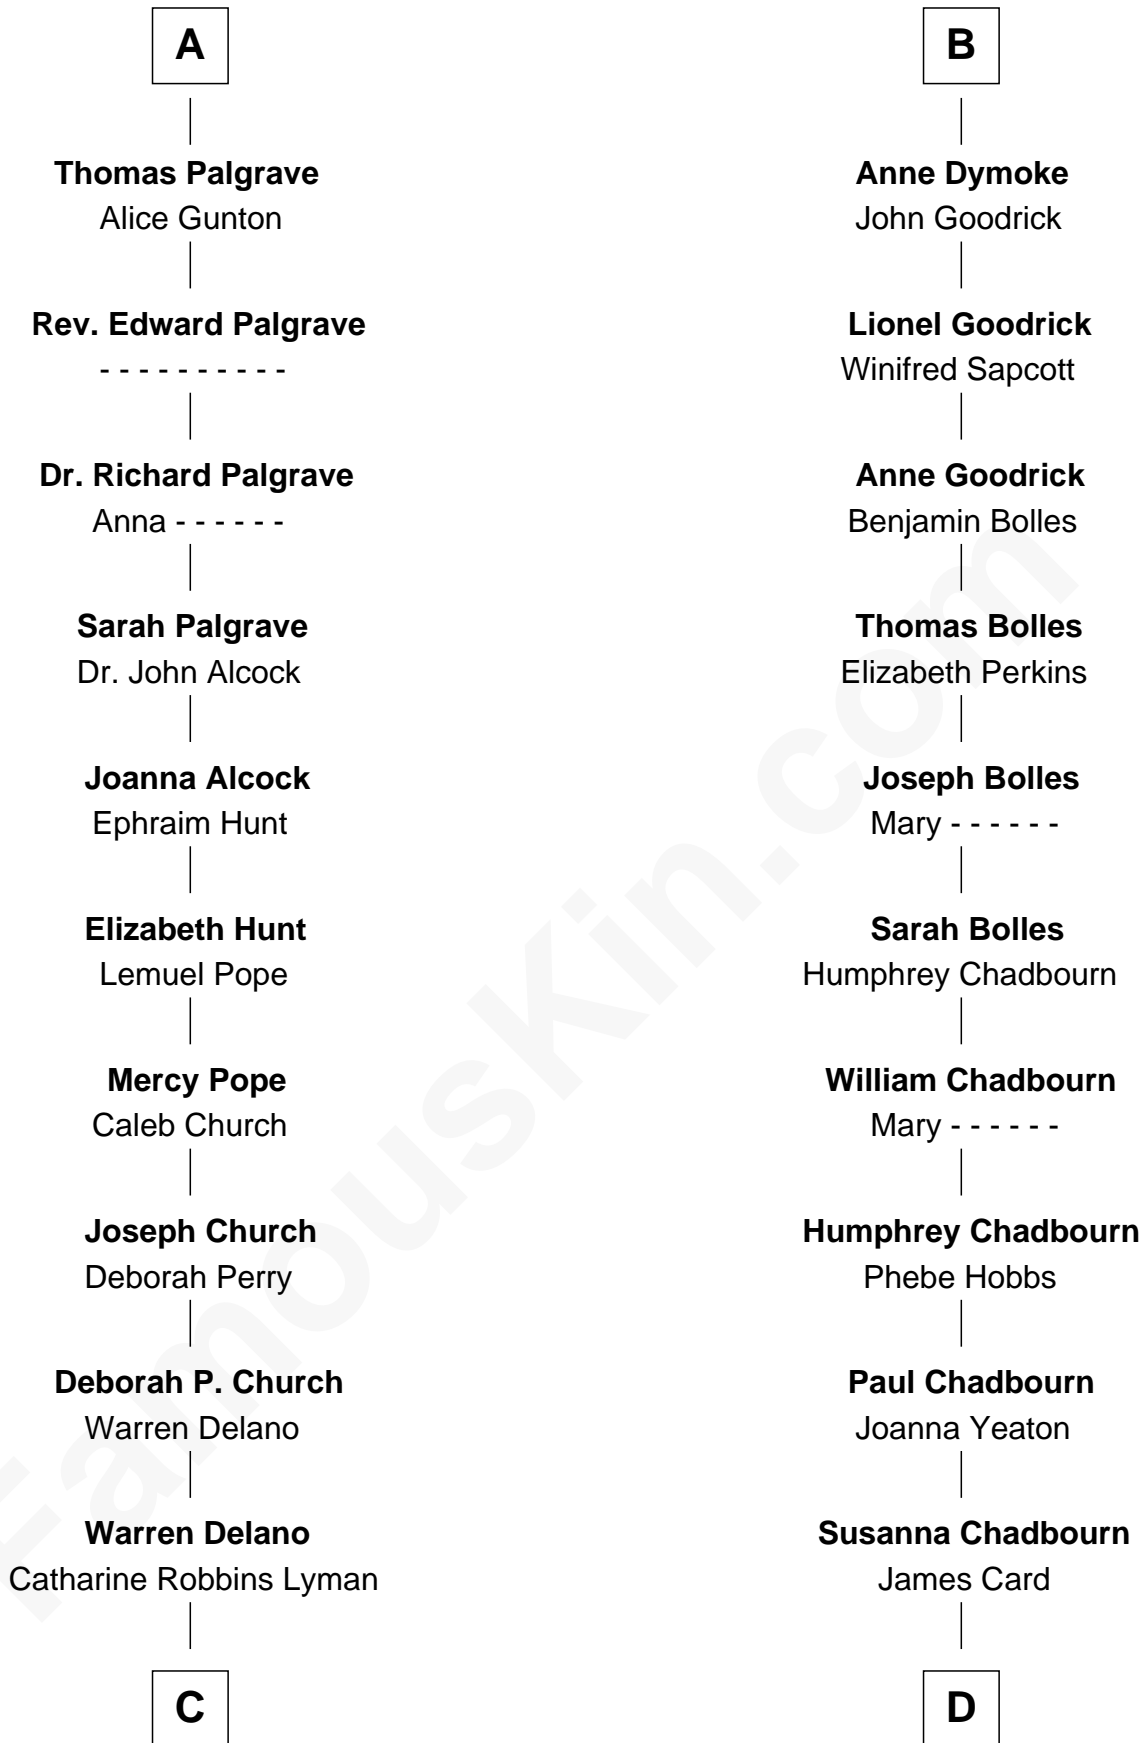 A
Thomas Palgrave
Alice Gunton
Rev. Edward Palgrave
- - - - - - - - - -
Dr. Richard Palgrave
Anna - - - - - -
Sarah Palgrave
Dr. John Alcock
Joanna Alcock
Ephraim Hunt
Elizabeth Hunt
Lemuel Pope
Mercy Pope
Caleb Church
Joseph Church
Deborah Perry
Deborah P. Church
Warren Delano
Warren Delano
Catharine Robbins Lyman
C
B
Anne Dymoke
John Goodrick
Lionel Goodrick
Winifred Sapcott
Anne Goodrick
Benjamin Bolles
Thomas Bolles
Elizabeth Perkins
Joseph Bolles
Mary - - - - - -
Sarah Bolles
Humphrey Chadbourn
William Chadbourn
Mary - - - - - -
Humphrey Chadbourn
Phebe Hobbs
Paul Chadbourn
Joanna Yeaton
Susanna Chadbourn
James Card
D
FamousKin.com